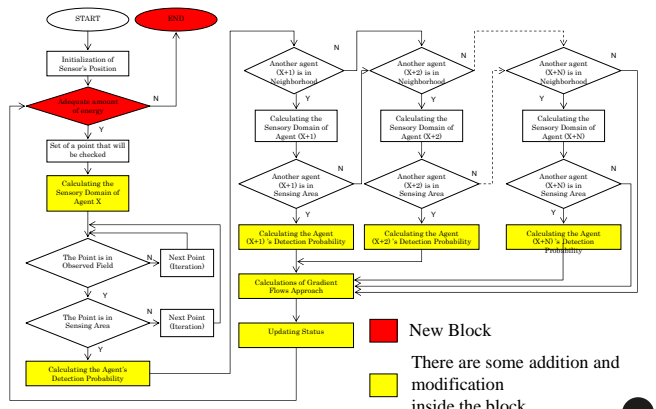 START
END
Initialization of
Sensor's Position
Adequate amount
of energy
N
Y
Set of a point that will
be checked
Calculating the
Sensory Domain of
Agent X
The Point is in
Observed Field
N
Next Point
(Iteration)
Y
The Point is in
Sensing Area
N
Next Point
(Iteration)
Y
Calculating the Agent's
Detection Probability
Another agent
(X+1) is in
Neighborhood
N
Y
Calculating the
Sensory Domain of
Agent (X+1)
Another agent
(X+1) is in
Sensing Area
N
Y
Calculating the Agent
(X+1) 's Detection Probability
Another agent
(X+2) is in
Neighborhood
N
Y
Calculating the
Sensory Domain of
Agent (X+2)
Another agent
(X+2) is in
Sensing Area
N
Y
Calculating the Agent
(X+2) 's Detection Probability
Another agent
(X+N) is in
Neighborhood
N
Y
Calculating the
Sensory Domain of
Agent (X+N)
Another agent
(X+N) is in
Sensing Area
N
Y
Calculating the Agent
(X+N) 's Detection
Probability
Calculations of Gradient
Flows Approach
Updating Status
New Block
There are some addition and
modification
inside the block